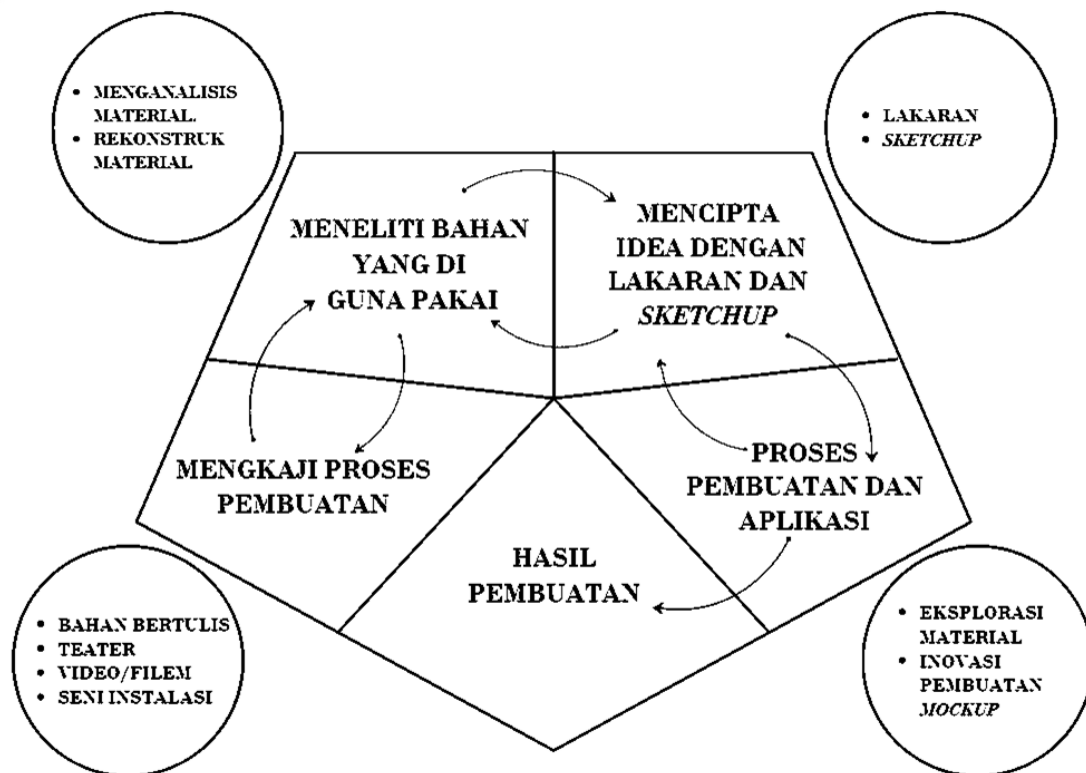 MENGANALISIS
MATERIAL.
REKONSTRUK
MATERIAL
LAKARAN
SKETCHUP
MENELITI BAHAN
YANG DI
GUNA PAKAI
MENCIPTA
IDEA DENGAN
LAKARAN DAN
SKETCHUP
MENGKAJI PROSES
PEMBUATAN
PROSES
PEMBUATAN DAN
APLIKASI
HASIL
PEMBUATAN
BAHAN BERTULIS
TEATER
VIDEO/FILEM
SENI INSTALASI
EKSPLORASI
MATERIAL
INOVASI
PEMBUATAN
MOCKUP